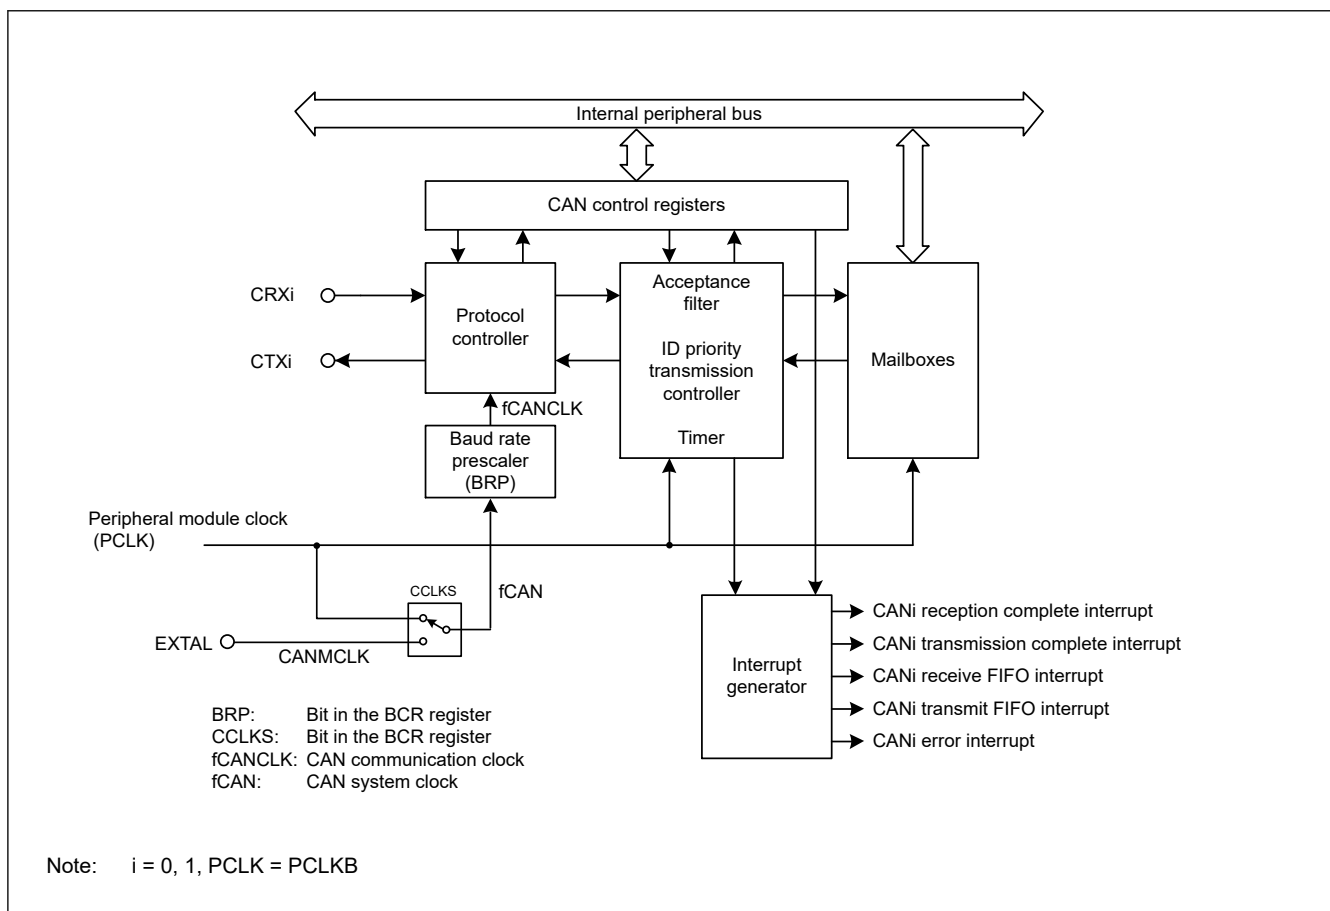 Internal peripheral bus
CAN control registers
CRXi
CTXi
Protocol
controller
Acceptance
filter
ID priority
transmission
controller
Timer
Mailboxes
fCANCLK
Baud rate
prescaler
(BRP)
Peripheral module clock
(PCLK)
CCLKS
fCAN
EXTAL
CANMCLK
Interrupt
generator
CANi reception complete interrupt
CANi transmission complete interrupt
CANi receive FIFO interrupt
CANi transmit FIFO interrupt
CANi error interrupt
BRP: Bit in the BCR register
CCLKS: Bit in the BCR register
fCANCLK: CAN communication clock
fCAN: CAN system clock
Note: i = 0, 1, PCLK = PCLKB